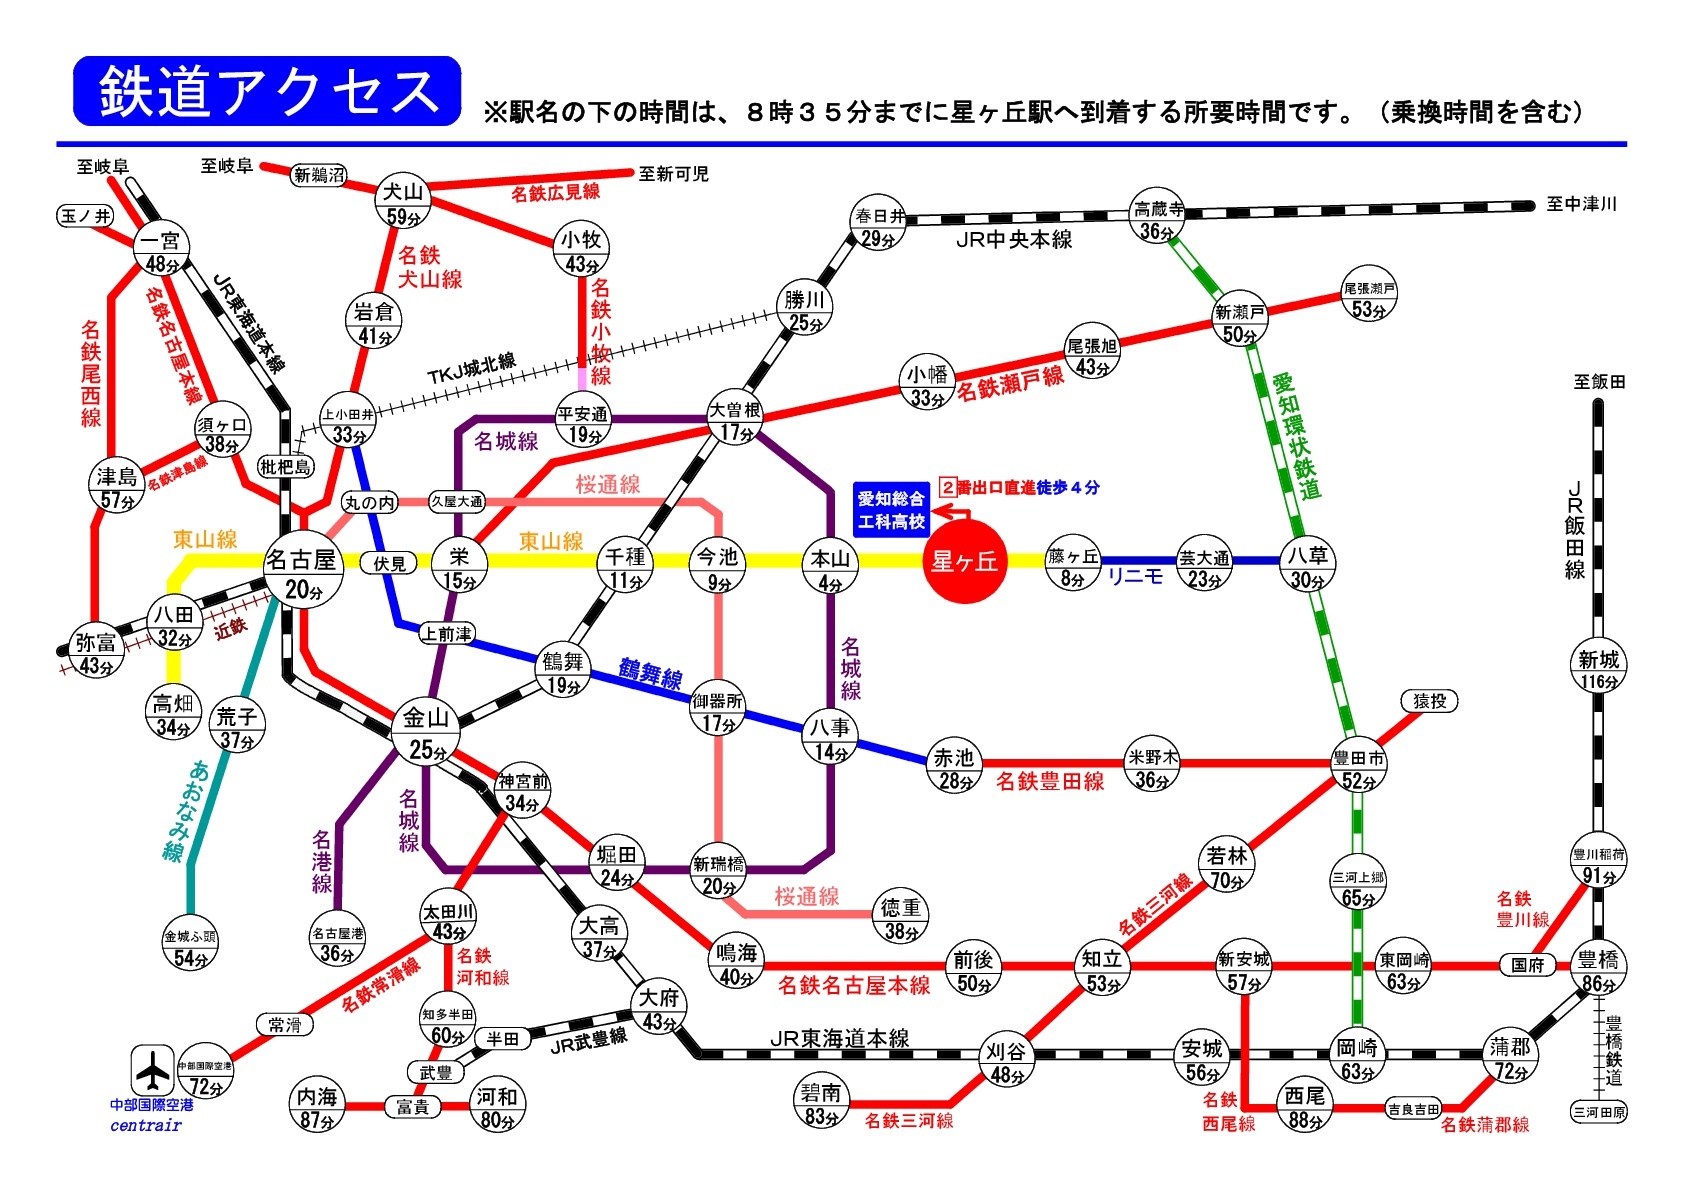 鉄道アクセス
※駅名の下の時間は、８時３５分までに星ヶ丘駅へ到着する所要時間です。（乗換時間を含む）
至岐阜
至岐阜
新鵜沼
犬山
59分
名鉄広見線
至新可児
玉ノ井
一宮
48分
JR東海道本線
名鉄
犬山線
小牧
43分
名鉄小牧線
春日井
29分
JR中央本線
高蔵寺
36分
至中津川
名鉄尾西線
名鉄名古屋本線
岩倉
41分
勝川
25分
新瀬戸
50分
尾張瀬戸
53分
TKJ城北線
尾張旭
43分
小幡
33分
名鉄瀬戸線
愛知環状鉄道
至飯田
須ヶ口
38分
上小田井
33分
平安通
19分
大曽根
17分
名城線
津島
57分
名鉄津島線
枇杷島
丸の内
久屋大通
桜通線
愛知総合
工科高校
２番出口直進徒歩４分
JR飯田線
東山線
名古屋
20分
伏見
栄
15分
東山線
千種
11分
今池
9分
本山
4分
星ヶ丘
藤ヶ丘
8分
リニモ
芸大通
23分
八草
30分
八田
32分
近鉄
弥富
43分
上前津
鶴舞
19分
鶴舞線
名城線
新城
116分
高畑
34分
荒子
37分
金山
25分
御器所
17分
八事
14分
赤池
28分
名鉄豊田線
米野木
36分
豊田市
52分
猿投
あおなみ線
名港線
名城線
神宮前
34分
堀田
24分
新瑞橋
20分
桜通線
徳重
38分
若林
70分
名鉄三河線
三河上郷
65分
豊川稲荷
91分
名鉄
豊川線
金城ふ頭
54分
名古屋港
36分
太田川
43分
名鉄
河和線
名鉄常滑線
大高
37分
鳴海
40分
名鉄名古屋本線
前後
50分
知立
53分
新安城
57分
東岡崎
63分
国府
豊橋
86分
常滑
知多半田
60分
半田
JR武豊線
大府
43分
JR東海道本線
刈谷
48分
安城
56分
岡崎
63分
蒲郡
72分
豊橋鉄道
中部国際空港
72分
中部国際空港
centrair
武豊
内海
87分
富貴
河和
80分
碧南
83分
名鉄三河線
名鉄
西尾線
西尾
88分
吉良吉田
名鉄蒲郡線
三河田原